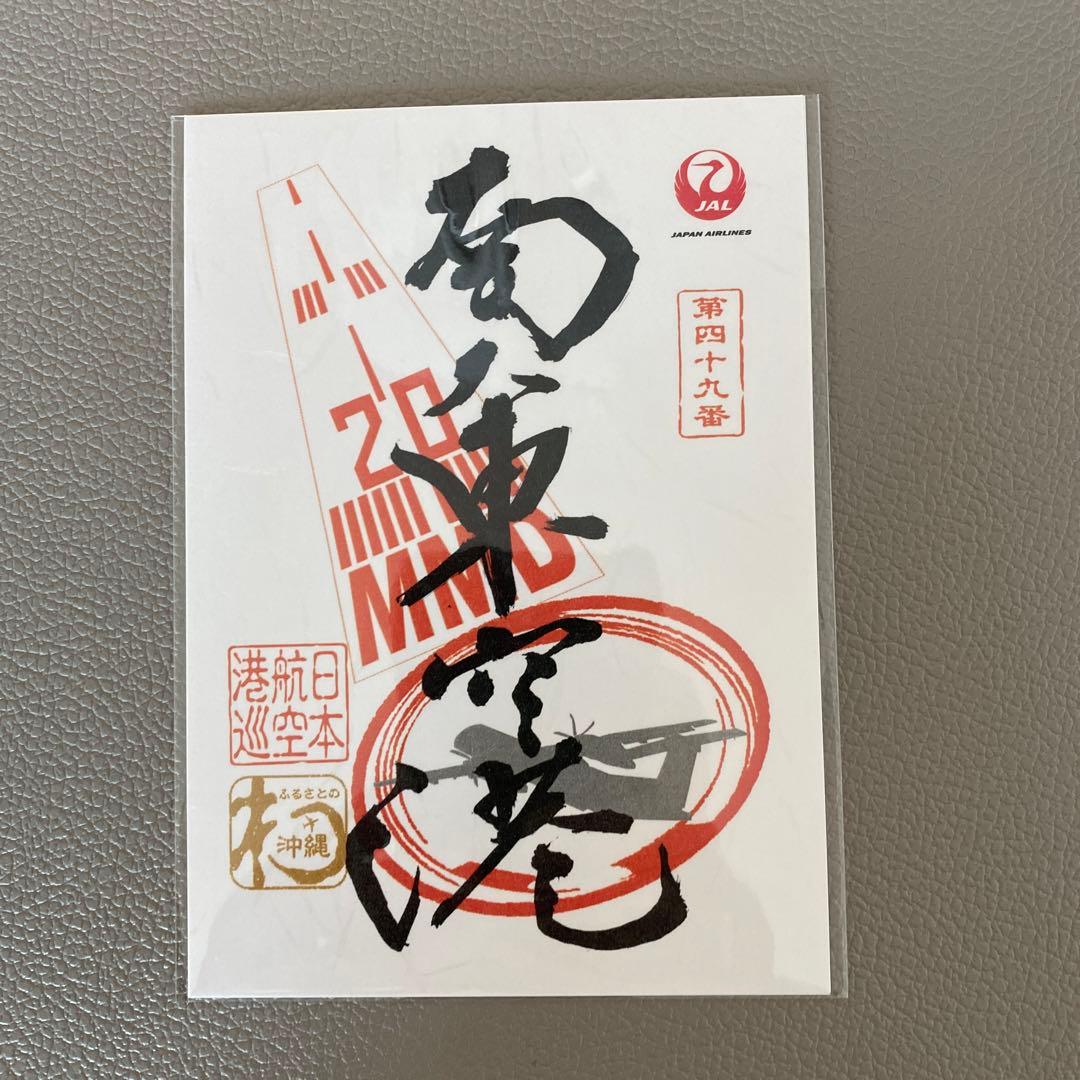 南大東空港
JAL
JAPAN AIRLINES
第四十九番
20
MMD
日本
航空
港巡
ふるさとの
沖縄